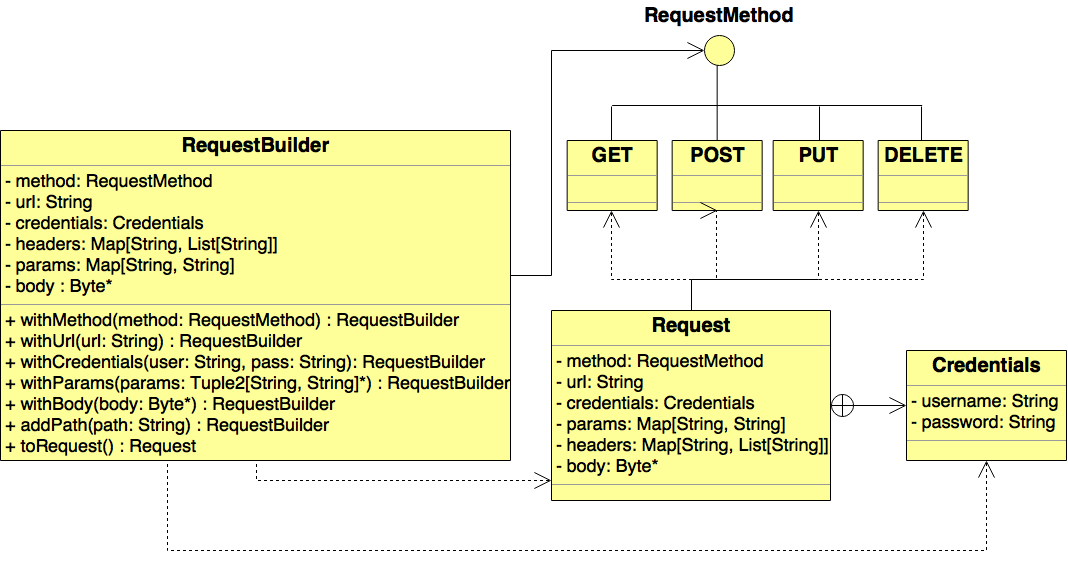 RequestMethod
GET
POST
PUT
DELETE
RequestBuilder
- method: RequestMethod
- url: String
- credentials: Credentials
- headers: Map[String, List[String]]
- params: Map[String, String]
- body : Byte*
+ withMethod(method: RequestMethod) : RequestBuilder
+ withUrl(url: String) : RequestBuilder
+ withCredentials(user: String, pass: String): RequestBuilder
+ withParams(params: Tuple2[String, String]*) : RequestBuilder
+ withBody(body: Byte*) : RequestBuilder
+ addPath(path: String) : RequestBuilder
+ toRequest() : Request
Request
- method: RequestMethod
- url: String
- credentials: Credentials
- params: Map[String, String]
- headers: Map[String, List[String]]
- body: Byte*
Credentials
- username: String
- password: String